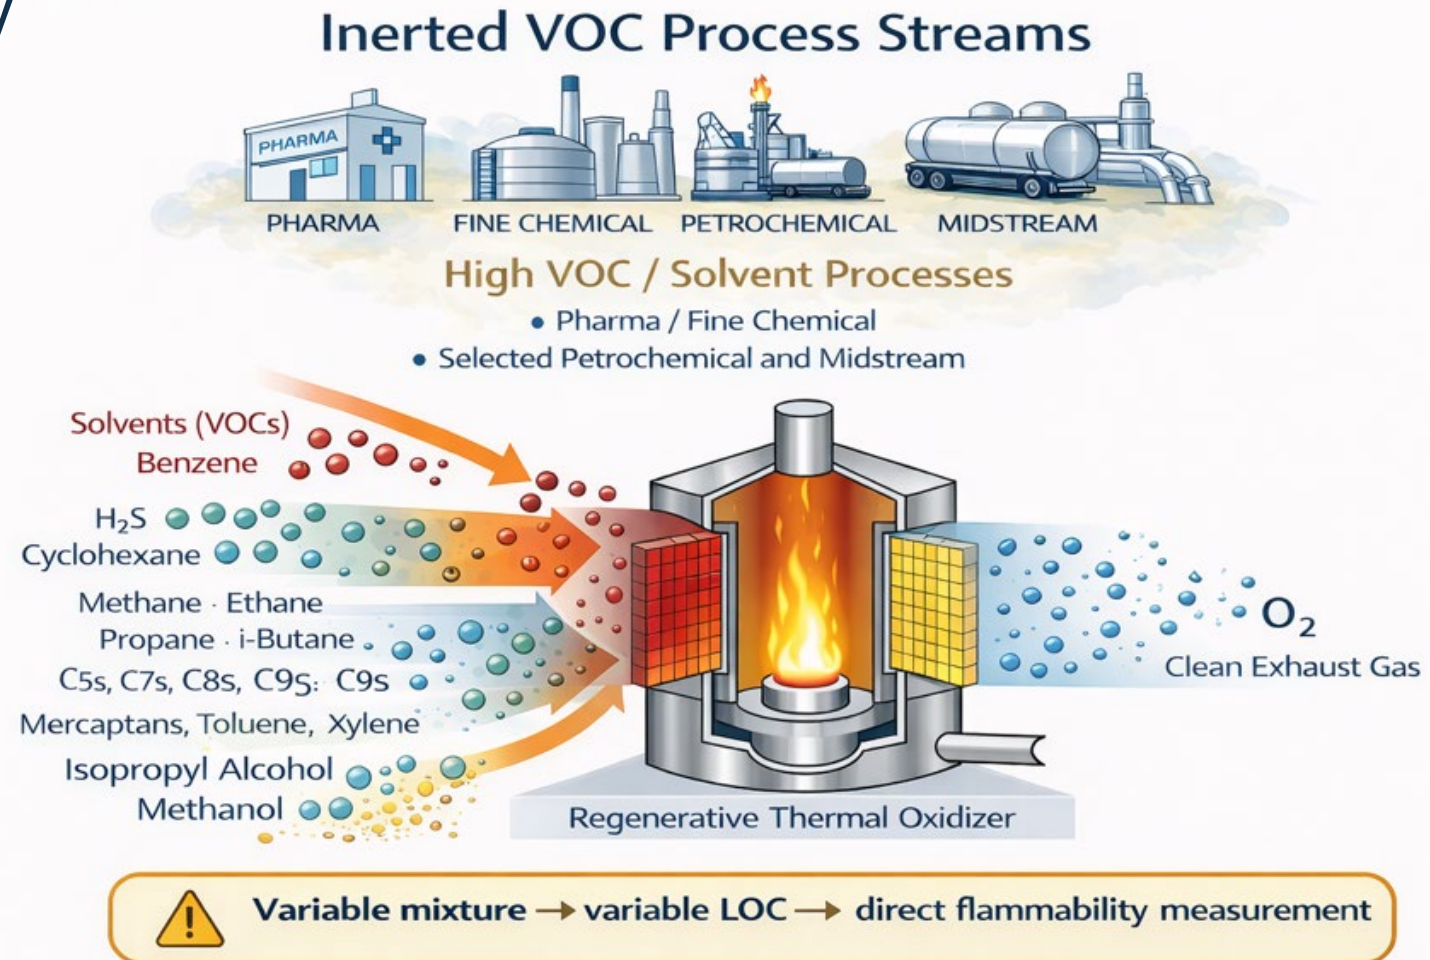 Inerted VOC Process Streams
PHARMA
PHARMA
FINE CHEMICAL
PETROCHEMICAL
MIDSTREAM
High VOC / Solvent Processes
• Pharma / Fine Chemical
• Selected Petrochemical and Midstream
Solvents (VOCs)
Benzene
H₂S
Cyclohexane
Methane · Ethane
Propane · i-Butane
C5s, C7s, C8s, C9s: C9s
Mercaptans, Toluene, Xylene
Isopropyl Alcohol
Methanol
O₂
Clean Exhaust Gas
Regenerative Thermal Oxidizer
! Variable mixture → variable LOC → direct flammability measurement